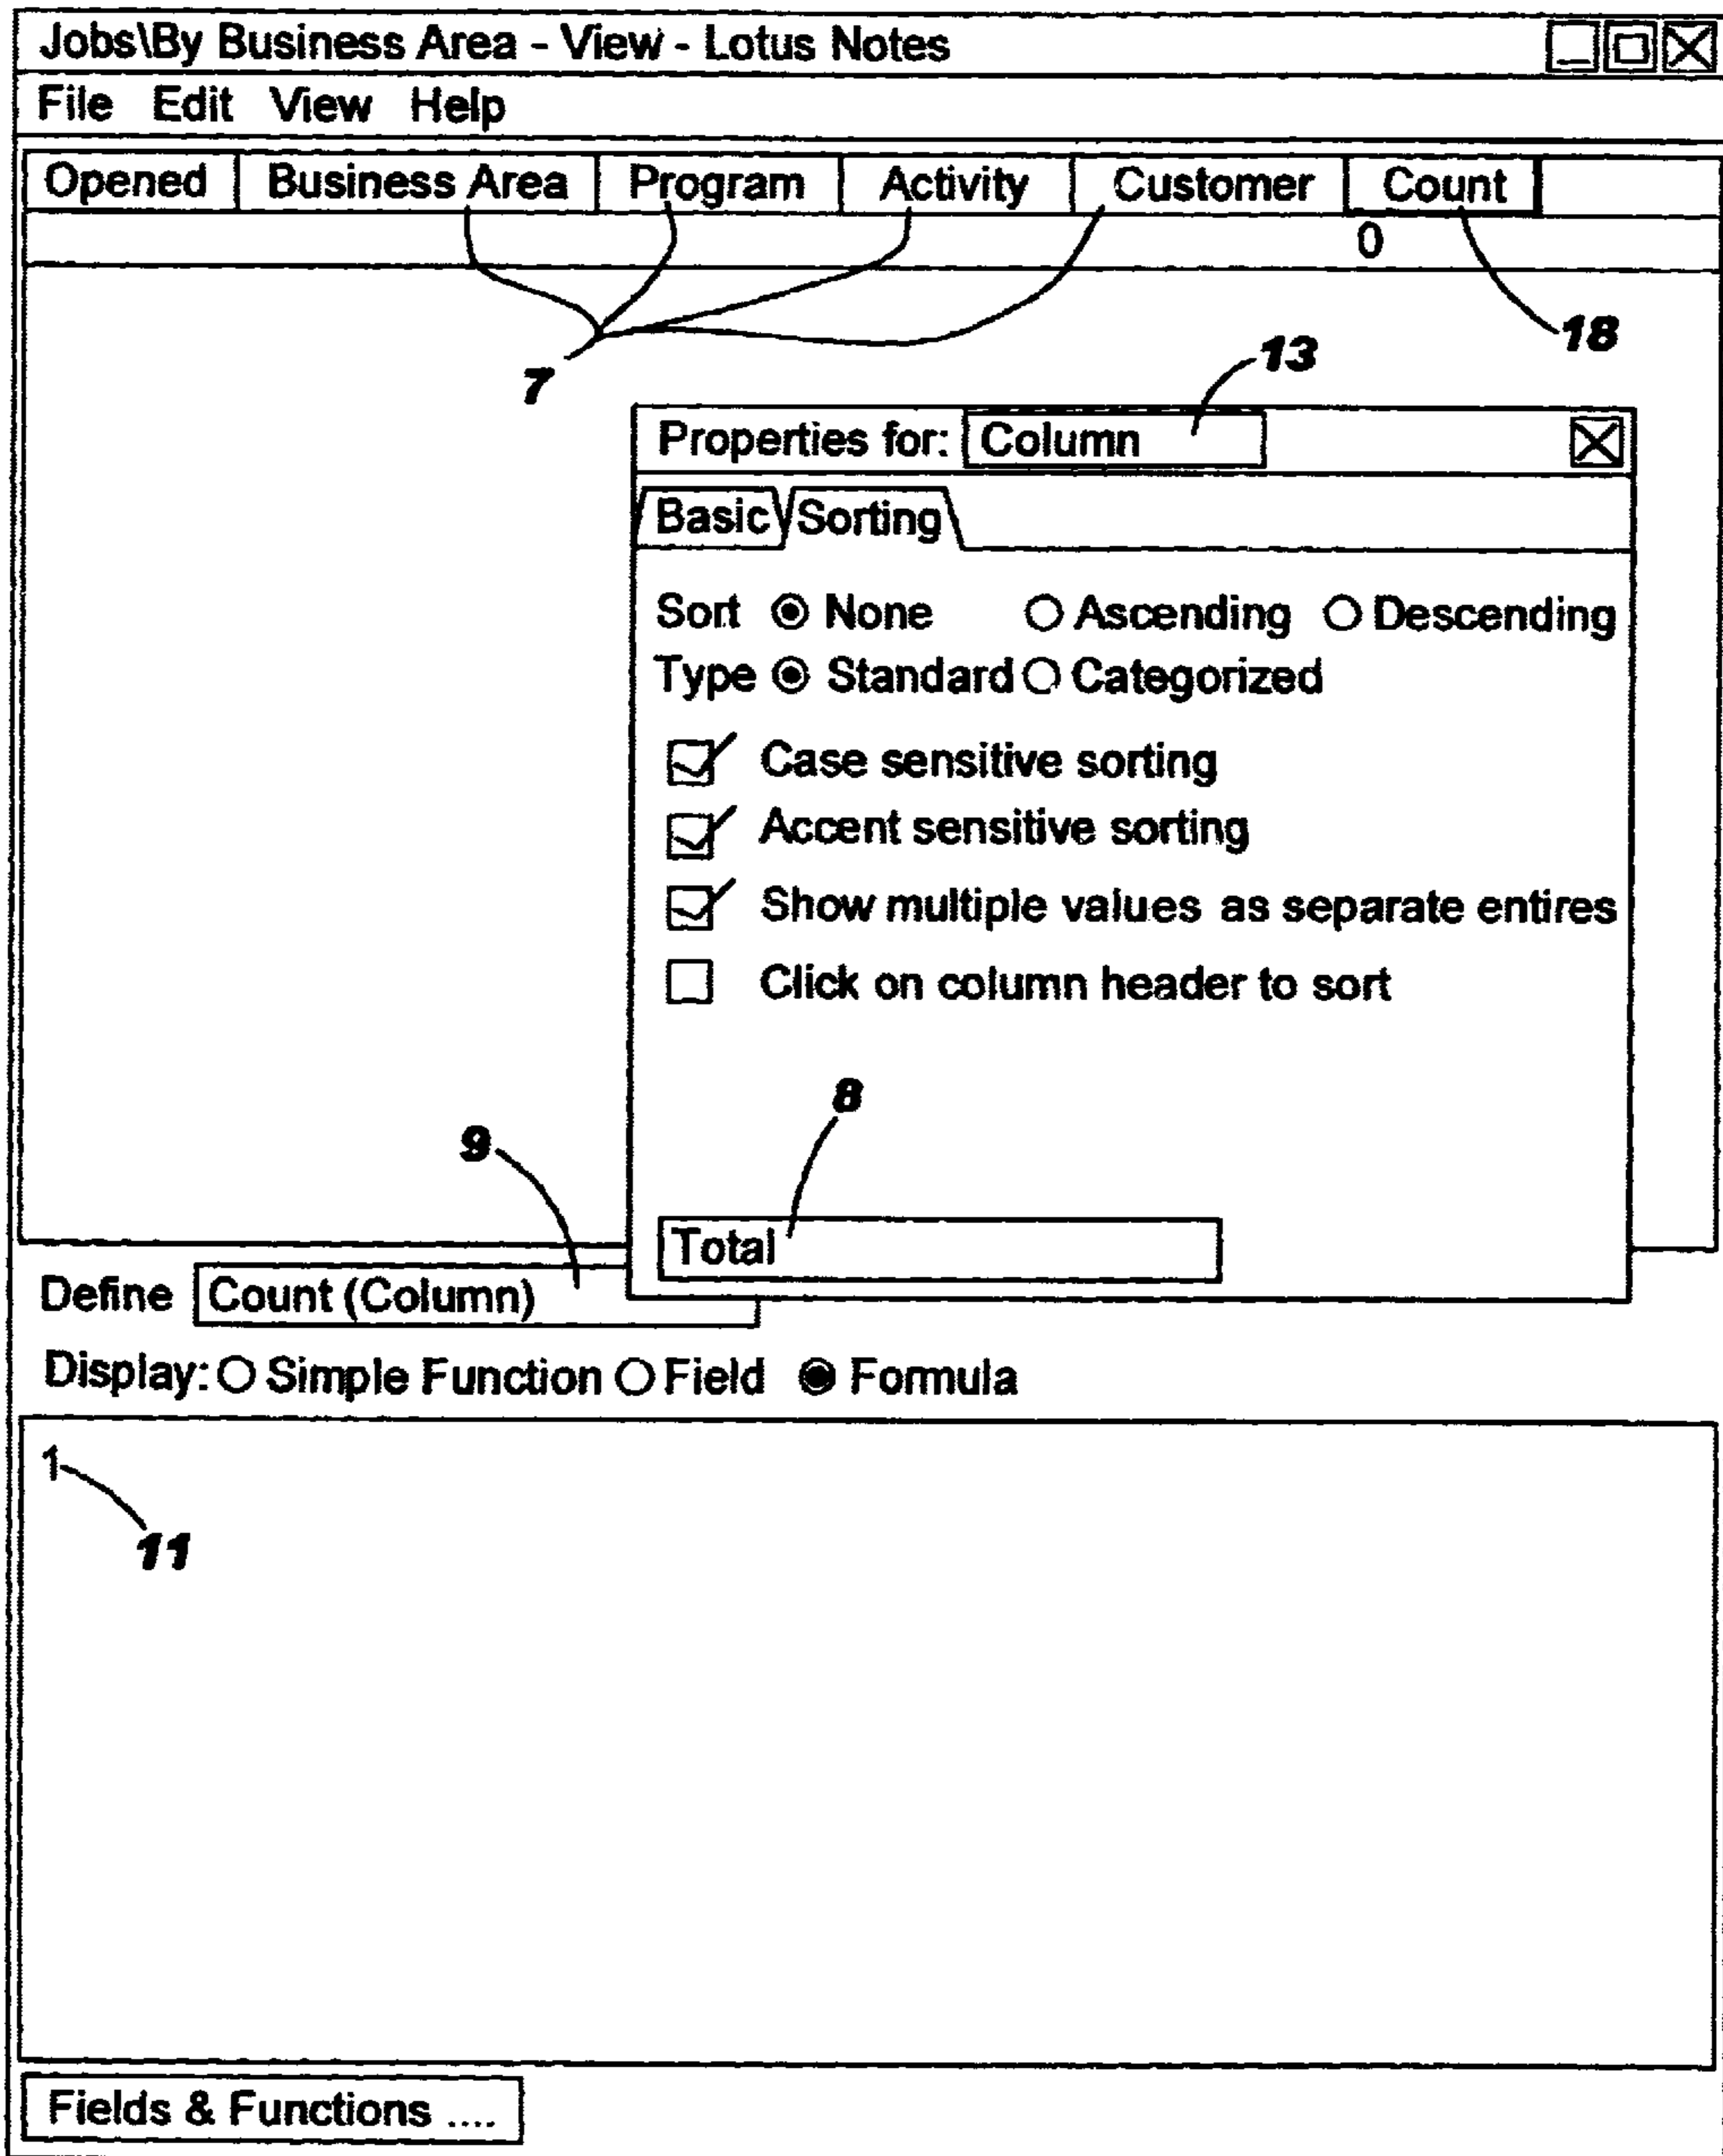 Jobs\By Business Area - View - Lotus Notes
File Edit View Help
Opened Business Area Program Activity Customer Count
0
7
18
13
Properties for: Column
Basic Sorting
Sort None Ascending Descending
Type Standard Categorized
Case sensitive sorting
Accent sensitive sorting
Show multiple values as separate entires
Click on column header to sort
8
9
Total
Define Count (Column)
Display: Simple Function Field Formula
1
11
Fields & Functions ....